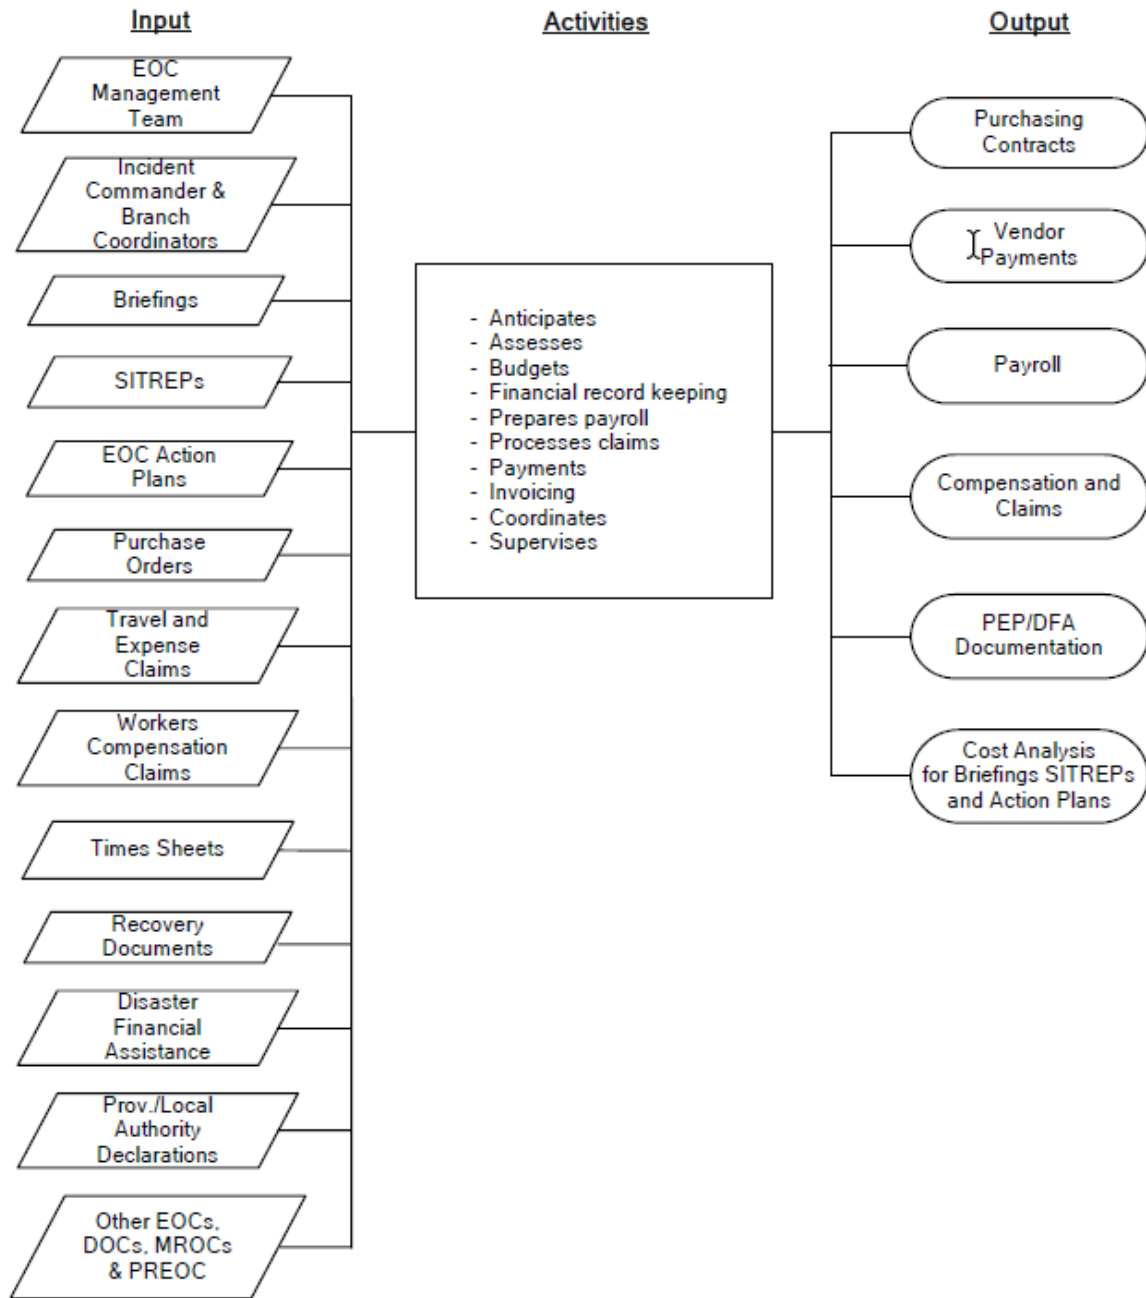 Input
Activities
Output
EOC
Management
Team
Incident
Commander &
Branch
Coordinators
Briefings
SITREPs
EOC Action
Plans
Purchase
Orders
Travel and
Expense
Claims
Workers
Compensation
Claims
Times Sheets
Recovery
Documents
Disaster
Financial
Assistance
Prov./Local
Authority
Declarations
Other EOCs,
DOCs, MROCs
& PREOC
- Anticipates
- Assesses
- Budgets
- Financial record keeping
- Prepares payroll
- Processes claims
- Payments
- Invoicing
- Coordinates
- Supervises
Purchasing
Contracts
Vendor
Payments
Payroll
Compensation and
Claims
PEP/DFA
Documentation
Cost Analysis
for Briefings SITREPs
and Action Plans